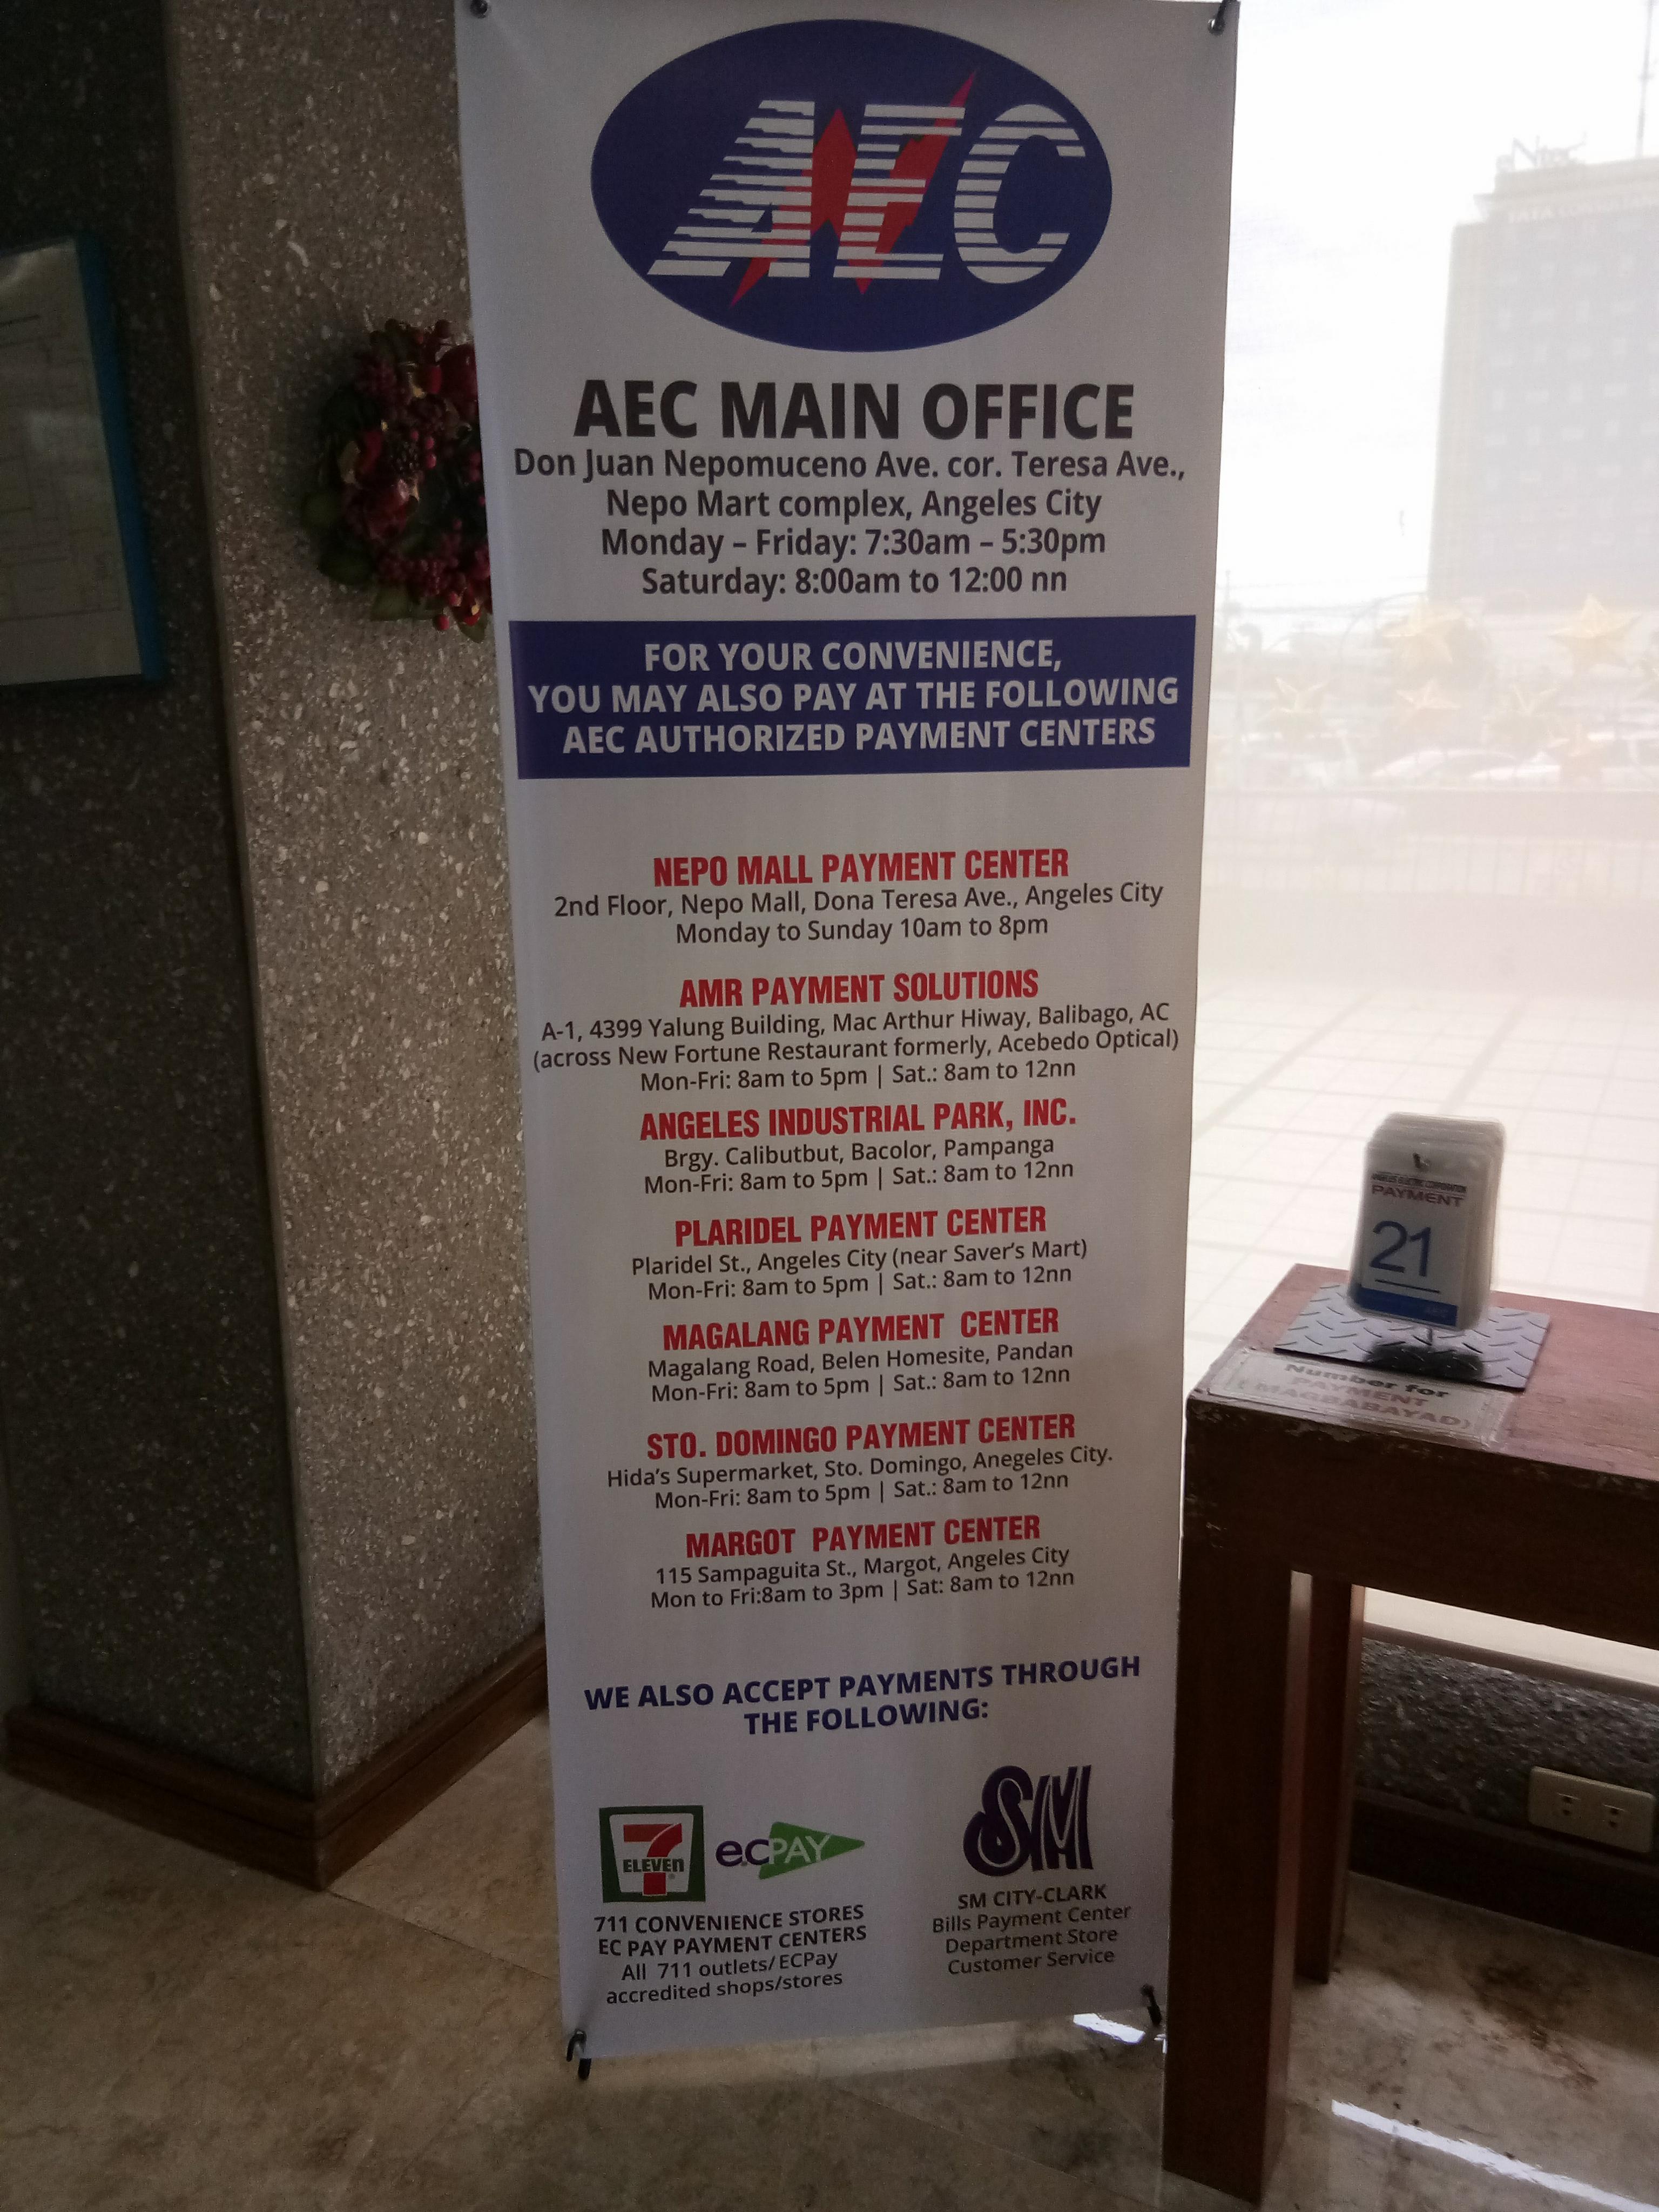 AEC
AEC MAIN OFFICE
Don Juan Nepomuceno Ave. cor. Teresa Ave.,
Nepo Mart complex, Angeles City
Monday – Friday: 7:30am – 5:30pm
Saturday: 8:00am to 12:00 nn
FOR YOUR CONVENIENCE,
YOU MAY ALSO PAY AT THE FOLLOWING
AEC AUTHORIZED PAYMENT CENTERS
NEPO MALL PAYMENT CENTER
2nd Floor, Nepo Mall, Dona Teresa Ave., Angeles City
Monday to Sunday 10am to 8pm
AMR PAYMENT SOLUTIONS
A-1, 4399 Yalung Building, Mac Arthur Hiway, Balibago, AC
(across New Fortune Restaurant formerly, Acebedo Optical)
Mon-Fri: 8am to 5pm | Sat.: 8am to 12nn
ANGELES INDUSTRIAL PARK, INC.
Brgy. Calibutbut, Bacolor, Pampanga
Mon-Fri: 8am to 5pm | Sat.: 8am to 12nn
PLARIDEL PAYMENT CENTER
Plaridel St., Angeles City (near Saver's Mart)
Mon-Fri: 8am to 5pm | Sat.: 8am to 12nn
MAGALANG PAYMENT CENTER
Magalang Road, Belen Homesite, Pandan
Mon-Fri: 8am to 5pm | Sat.: 8am to 12nn
STO. DOMINGO PAYMENT CENTER
Hida's Supermarket, Sto. Domingo, Anegeles City.
Mon-Fri: 8am to 5pm | Sat.: 8am to 12nn
MARGOT PAYMENT CENTER
115 Sampaguita St., Margot, Angeles City
Mon to Fri:8am to 3pm | Sat: 8am to 12nn
WE ALSO ACCEPT PAYMENTS THROUGH
THE FOLLOWING:
7 ELEVEN
ecPAY
711 CONVENIENCE STORES
EC PAY PAYMENT CENTERS
All 711 outlets/ECPay
accredited shops/stores
SM
SM CITY-CLARK
Bills Payment Center
Department Store
Customer Service
ANGELES ELECTRIC CORPORATION
PAYMENT
21
AEC
Number for
PAYMENT
(MAGBABAYAD)